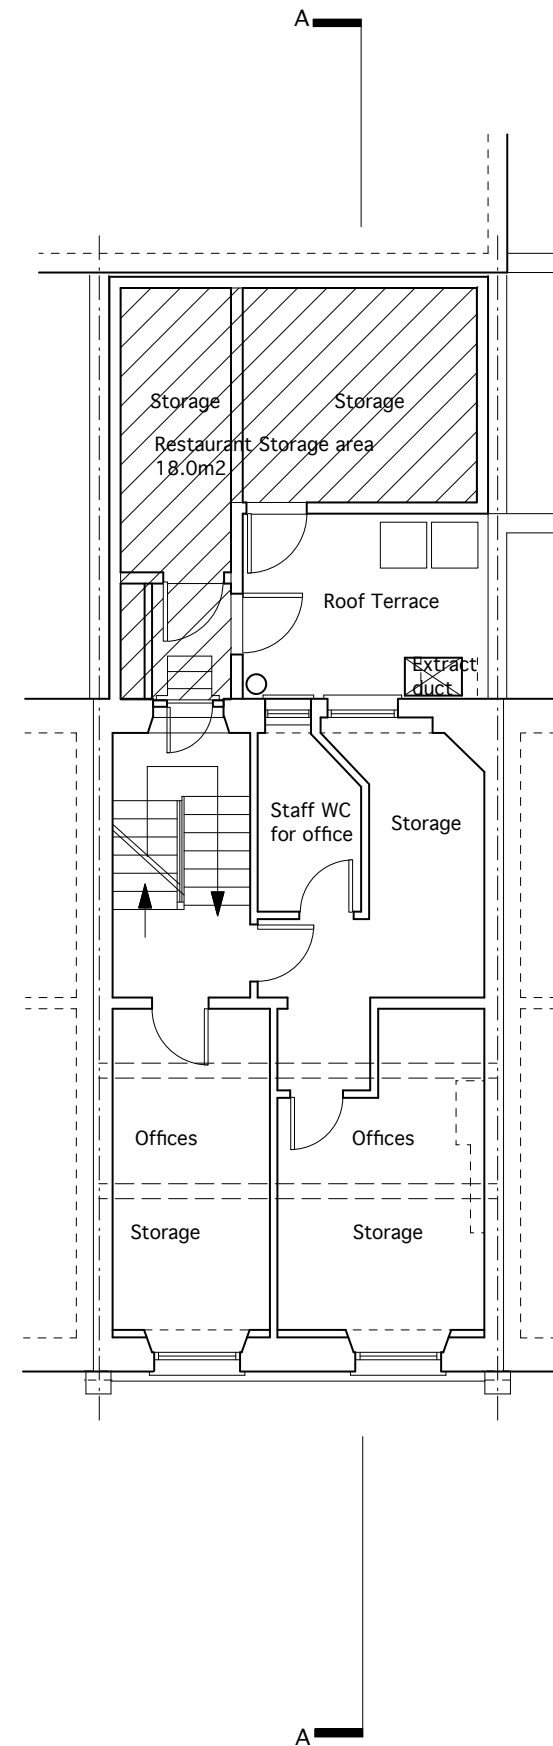 A
Storage
Storage
Restaurant Storage area
18.0m2
Roof Terrace
Extract
duct
Staff WC
for office
Storage
Offices
Offices
Storage
Storage
A